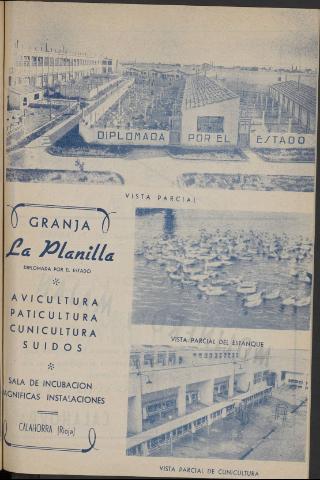 DIPLOMADA POR EL ESTADO
VISTA PARCIAL
GRANJA
La Planilla
DIPLOMADA POR EL ESTADO
AVICULTURA
PATICULTURA
CUNICULTURA
SUIDOS
SALA DE INCUBACION
MAGNIFICAS INSTALACIONES
CALAHORRA (Rioja)
VISTA PARCIAL DEL ESTANQUE
VISTA PARCIAL DE CUNICULTURA